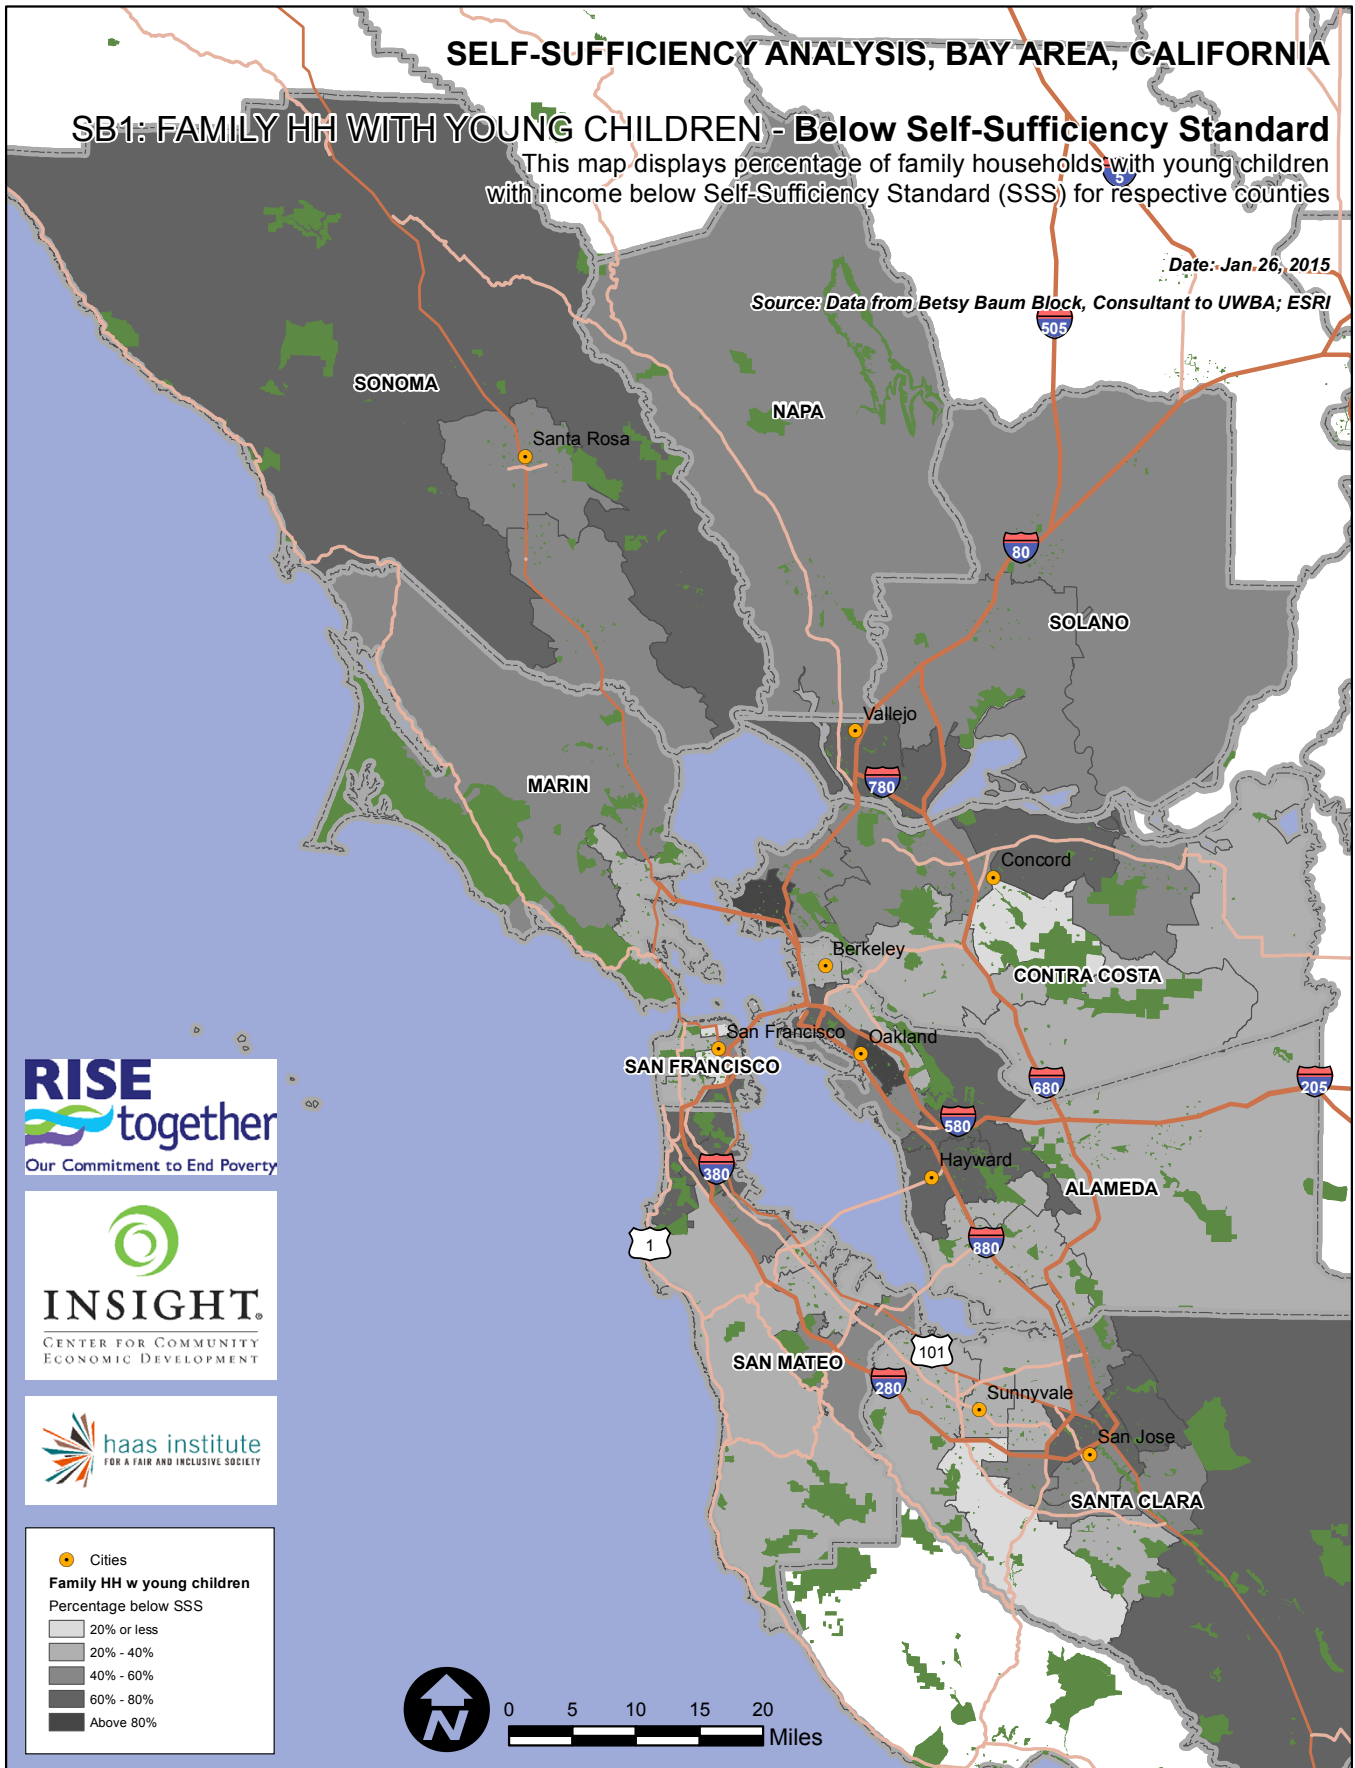 SELF-SUFFICIENCY ANALYSIS, BAY AREA, CALIFORNIA
SB1: FAMILY HH WITH YOUNG CHILDREN - Below Self-Sufficiency Standard
This map displays percentage of family households with young children
with income below Self-Sufficiency Standard (SSS) for respective counties
5
Date: Jan 26, 2015
Source: Data from Betsy Baum Block, Consultant to UWBA; ESRI
505
SONOMA
NAPA
Santa Rosa
80
SOLANO
Vallejo
780
MARIN
Concord
Berkeley
CONTRA COSTA
San Francisco
Oakland
SAN FRANCISCO
680
205
580
380
Hayward
ALAMEDA
1
880
101
SAN MATEO
280
Sunnyvale
San Jose
SANTA CLARA
RISE
together
Our Commitment to End Poverty
INSIGHT®
CENTER FOR COMMUNITY
ECONOMIC DEVELOPMENT
haas institute
FOR A FAIR AND INCLUSIVE SOCIETY
Cities
Family HH w young children
Percentage below SSS
20% or less
20% - 40%
40% - 60%
60% - 80%
Above 80%
N
0 5 10 15 20
Miles